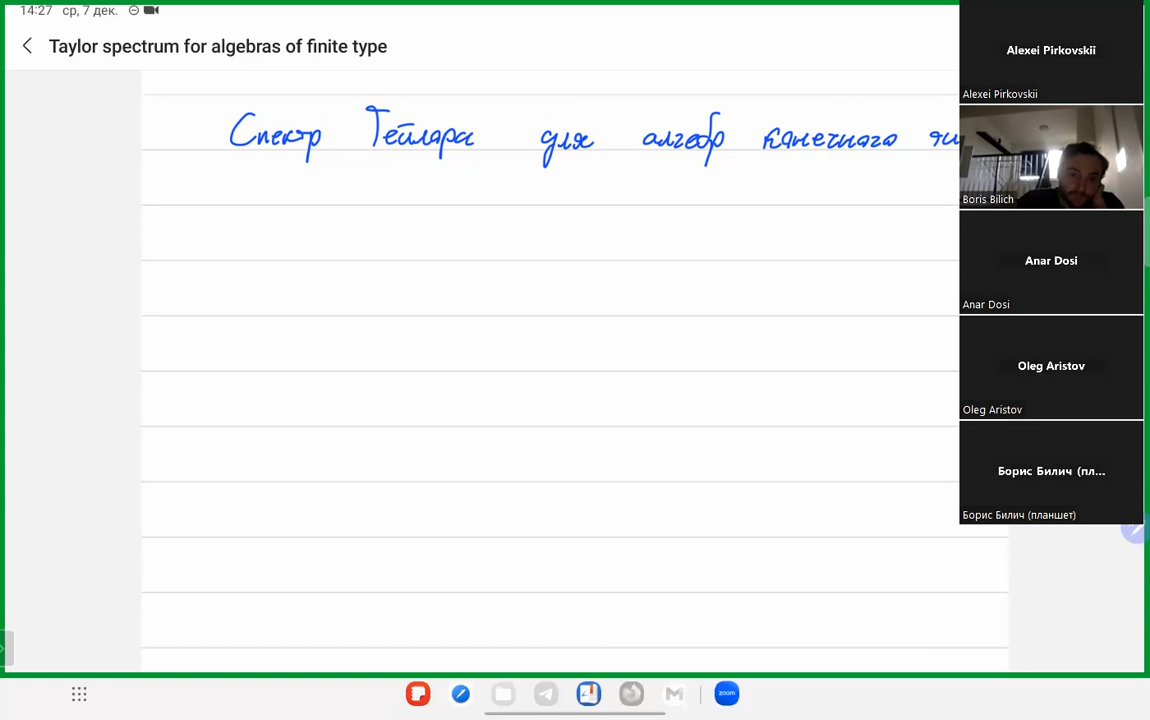 14:27 ср, 7 дек.
Taylor spectrum for algebras of finite type
Спектр Тейлора для алгебр конечного
Alexei Pirkovskii
Alexei Pirkovskii
Boris Bilich
Anar Dosi
Anar Dosi
Oleg Aristov
Oleg Aristov
Борис Билич (пл...
Борис Билич (планшет)
zoom